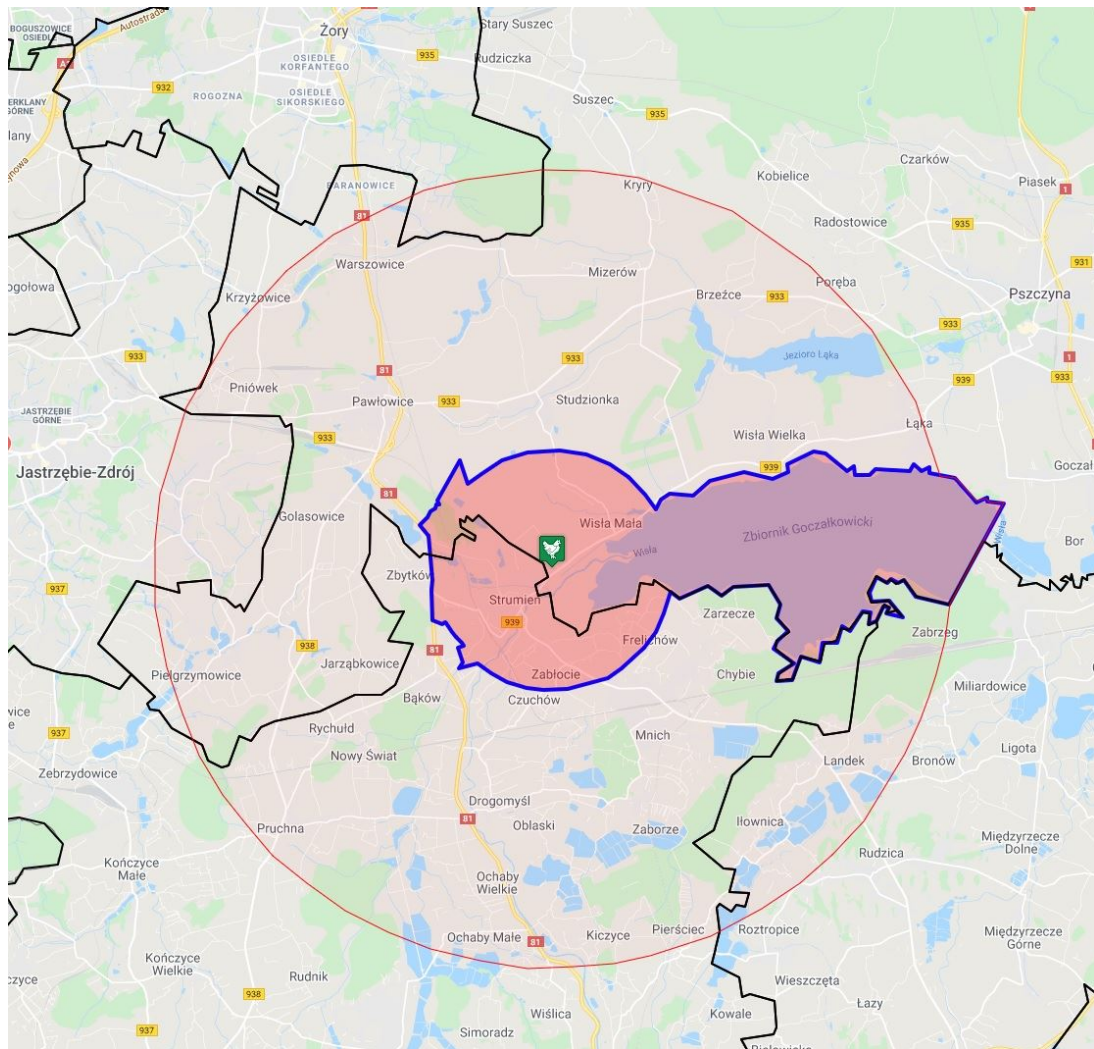 BOGUSZOWICE
OSIEDLE
Autostrada
Żory
Stary Suszec
Rudziczka
935
OSIEDLE
KORFANTEGO
A1
932
ROGOZNA
OSIEDLE
SIKORSKIEGO
Suszec
935
GÓRNE
BARANOWICE
Kryry
Kobielice
Czarków
Piasek
1
81
Radostowice
935
Warszowice
Mizerów
931
Krzyżowice
Brzeźce
933
Poręba
Pszczyna
933
933
933
Jezioro Łąka
1
81
Pniówek
Pawłowice
933
Studzionka
939
933
JASTRZĘBIE
GÓRNE
933
Wisła Wielka
Łąka
Jastrzębie-Zdrój
939
81
Golasowice
Wisła Mała
Zbiornik Goczałkowicki
Wisła
Wisła
Bor
Zbytków
937
Strumień
939
Zarzecze
938
81
Frelichów
Zabrzeg
Jarząbkowice
Pielgrzymowice
Zabłocie
Chybie
Bąków
Czuchów
Miliardowice
937
Rychułd
Mnich
Nowy Świat
Landek
Bronów
Ligota
Zebrzydowice
Drogomyśl
Pruchna
81
Oblaski
Zaborze
Iłownica
Międzyrzecze
Dolne
Kończyce
Małe
Rudzica
Ochaby
Wielkie
Ochaby Małe
81
Kiczyce
Pierściec
Roztropice
Międzyrzecze
Górne
Kończyce
Wielkie
Rudnik
Wieszczęta
938
Wiślica
Kowale
Łazy
937
Simoradz